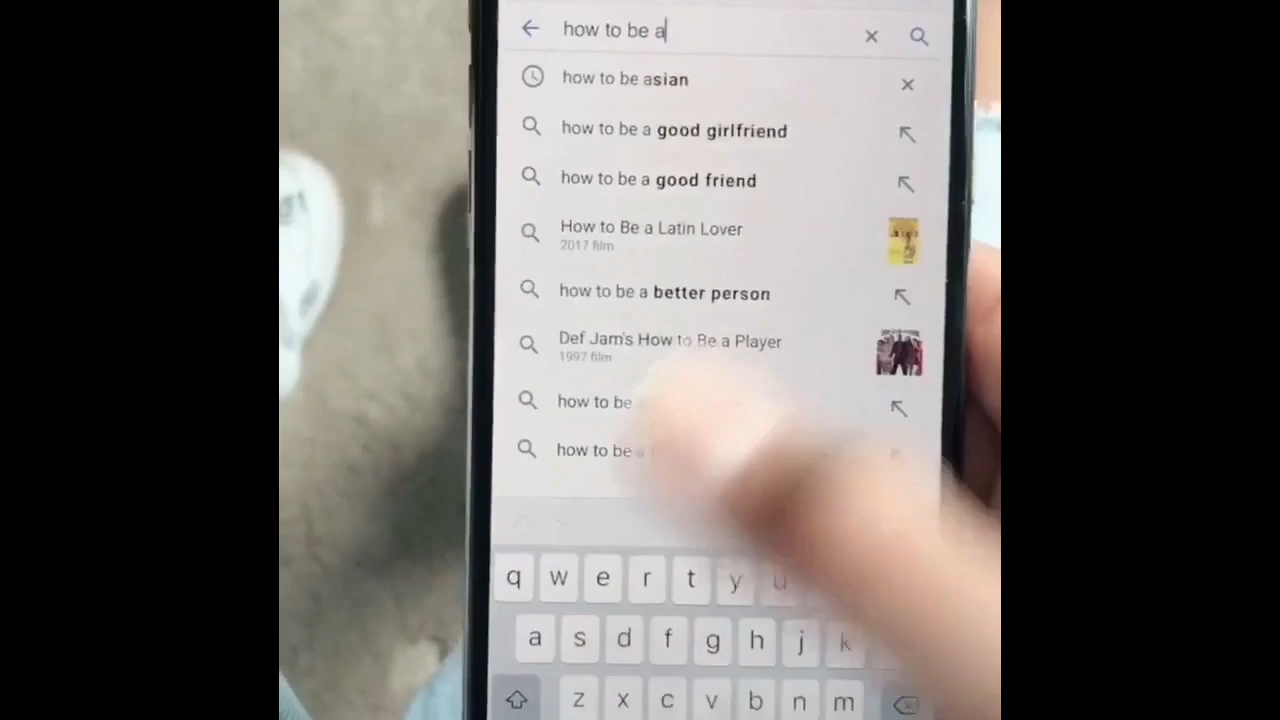 how to be a
how to be asian
how to be a good girlfriend
how to be a good friend
How to Be a Latin Lover
2017 film
how to be a better person
Def Jam's How to Be a Player
1997 film
how to be
how to be a
q w e r t y u
a s d f g h j k
z x c v b n m